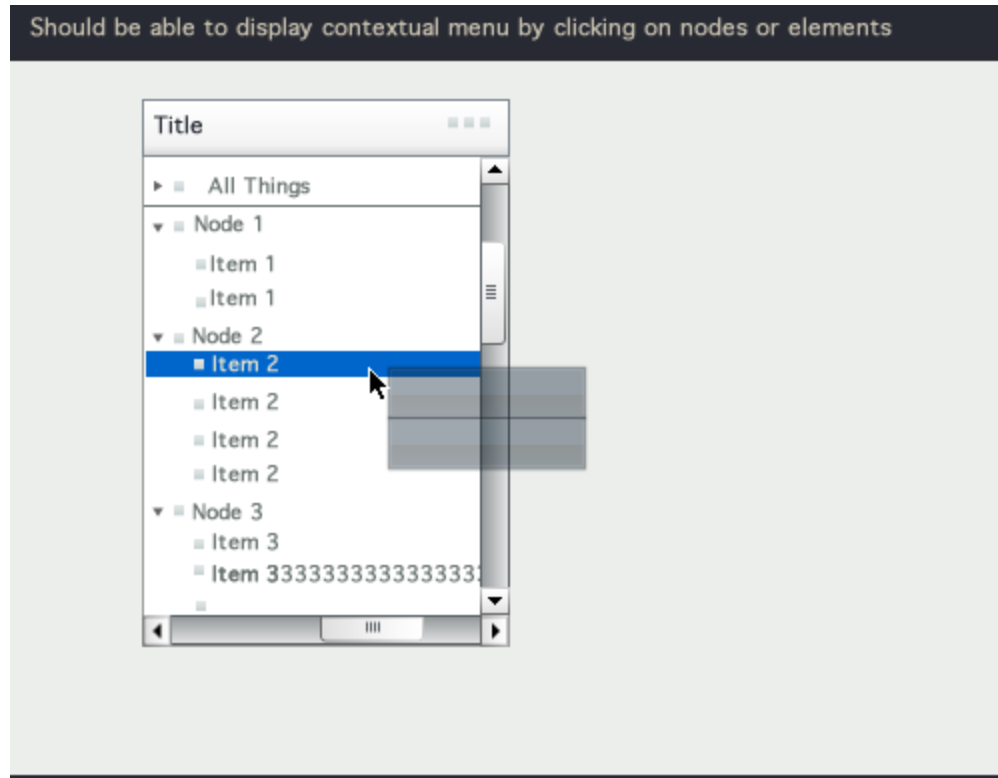 Should be able to display contextual menu by clicking on nodes or elements
Title
All Things
Node 1
Item 1
Item 1
Node 2
Item 2
Item 2
Item 2
Item 2
Node 3
Item 3